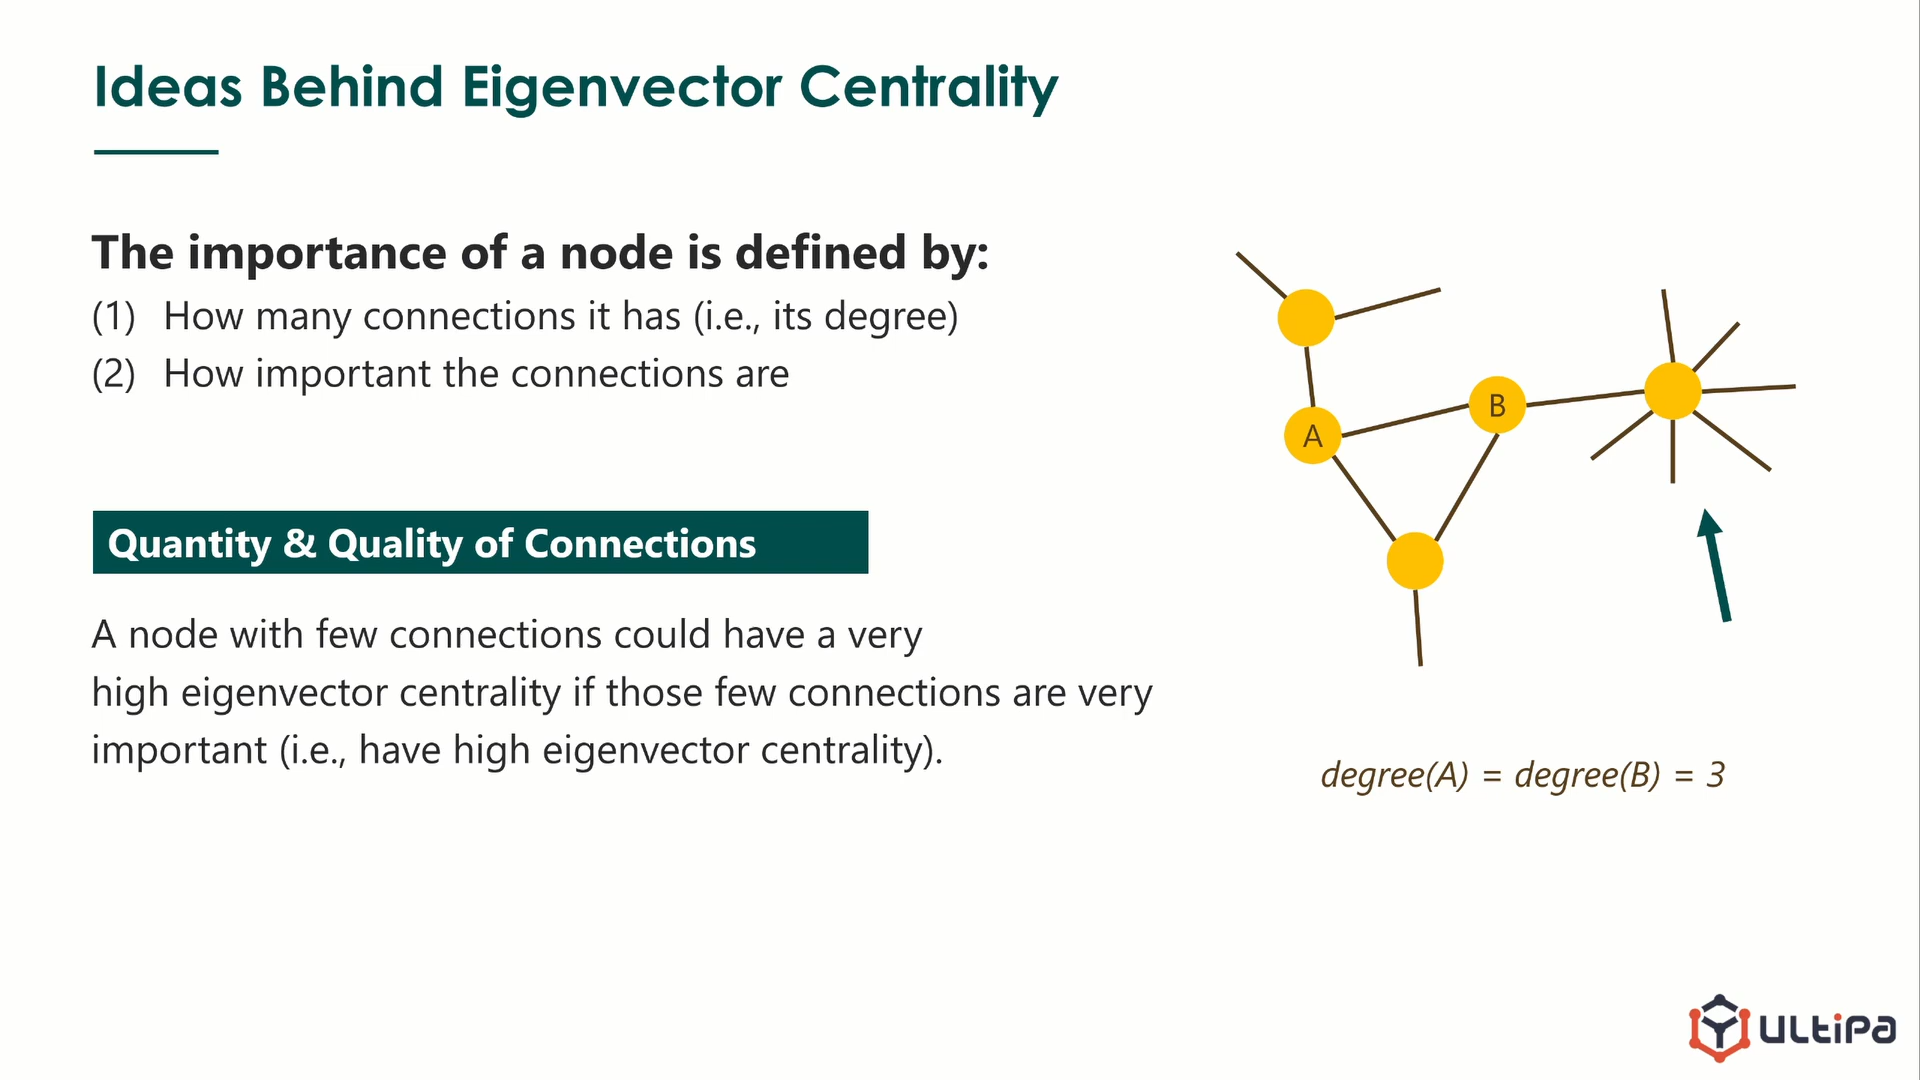 Ideas Behind Eigenvector Centrality
The importance of a node is defined by:
(1) How many connections it has (i.e., its degree)
(2) How important the connections are
Quantity & Quality of Connections
A node with few connections could have a very
high eigenvector centrality if those few connections are very
important (i.e., have high eigenvector centrality).
A
B
degree(A) = degree(B) = 3
ULtiPa